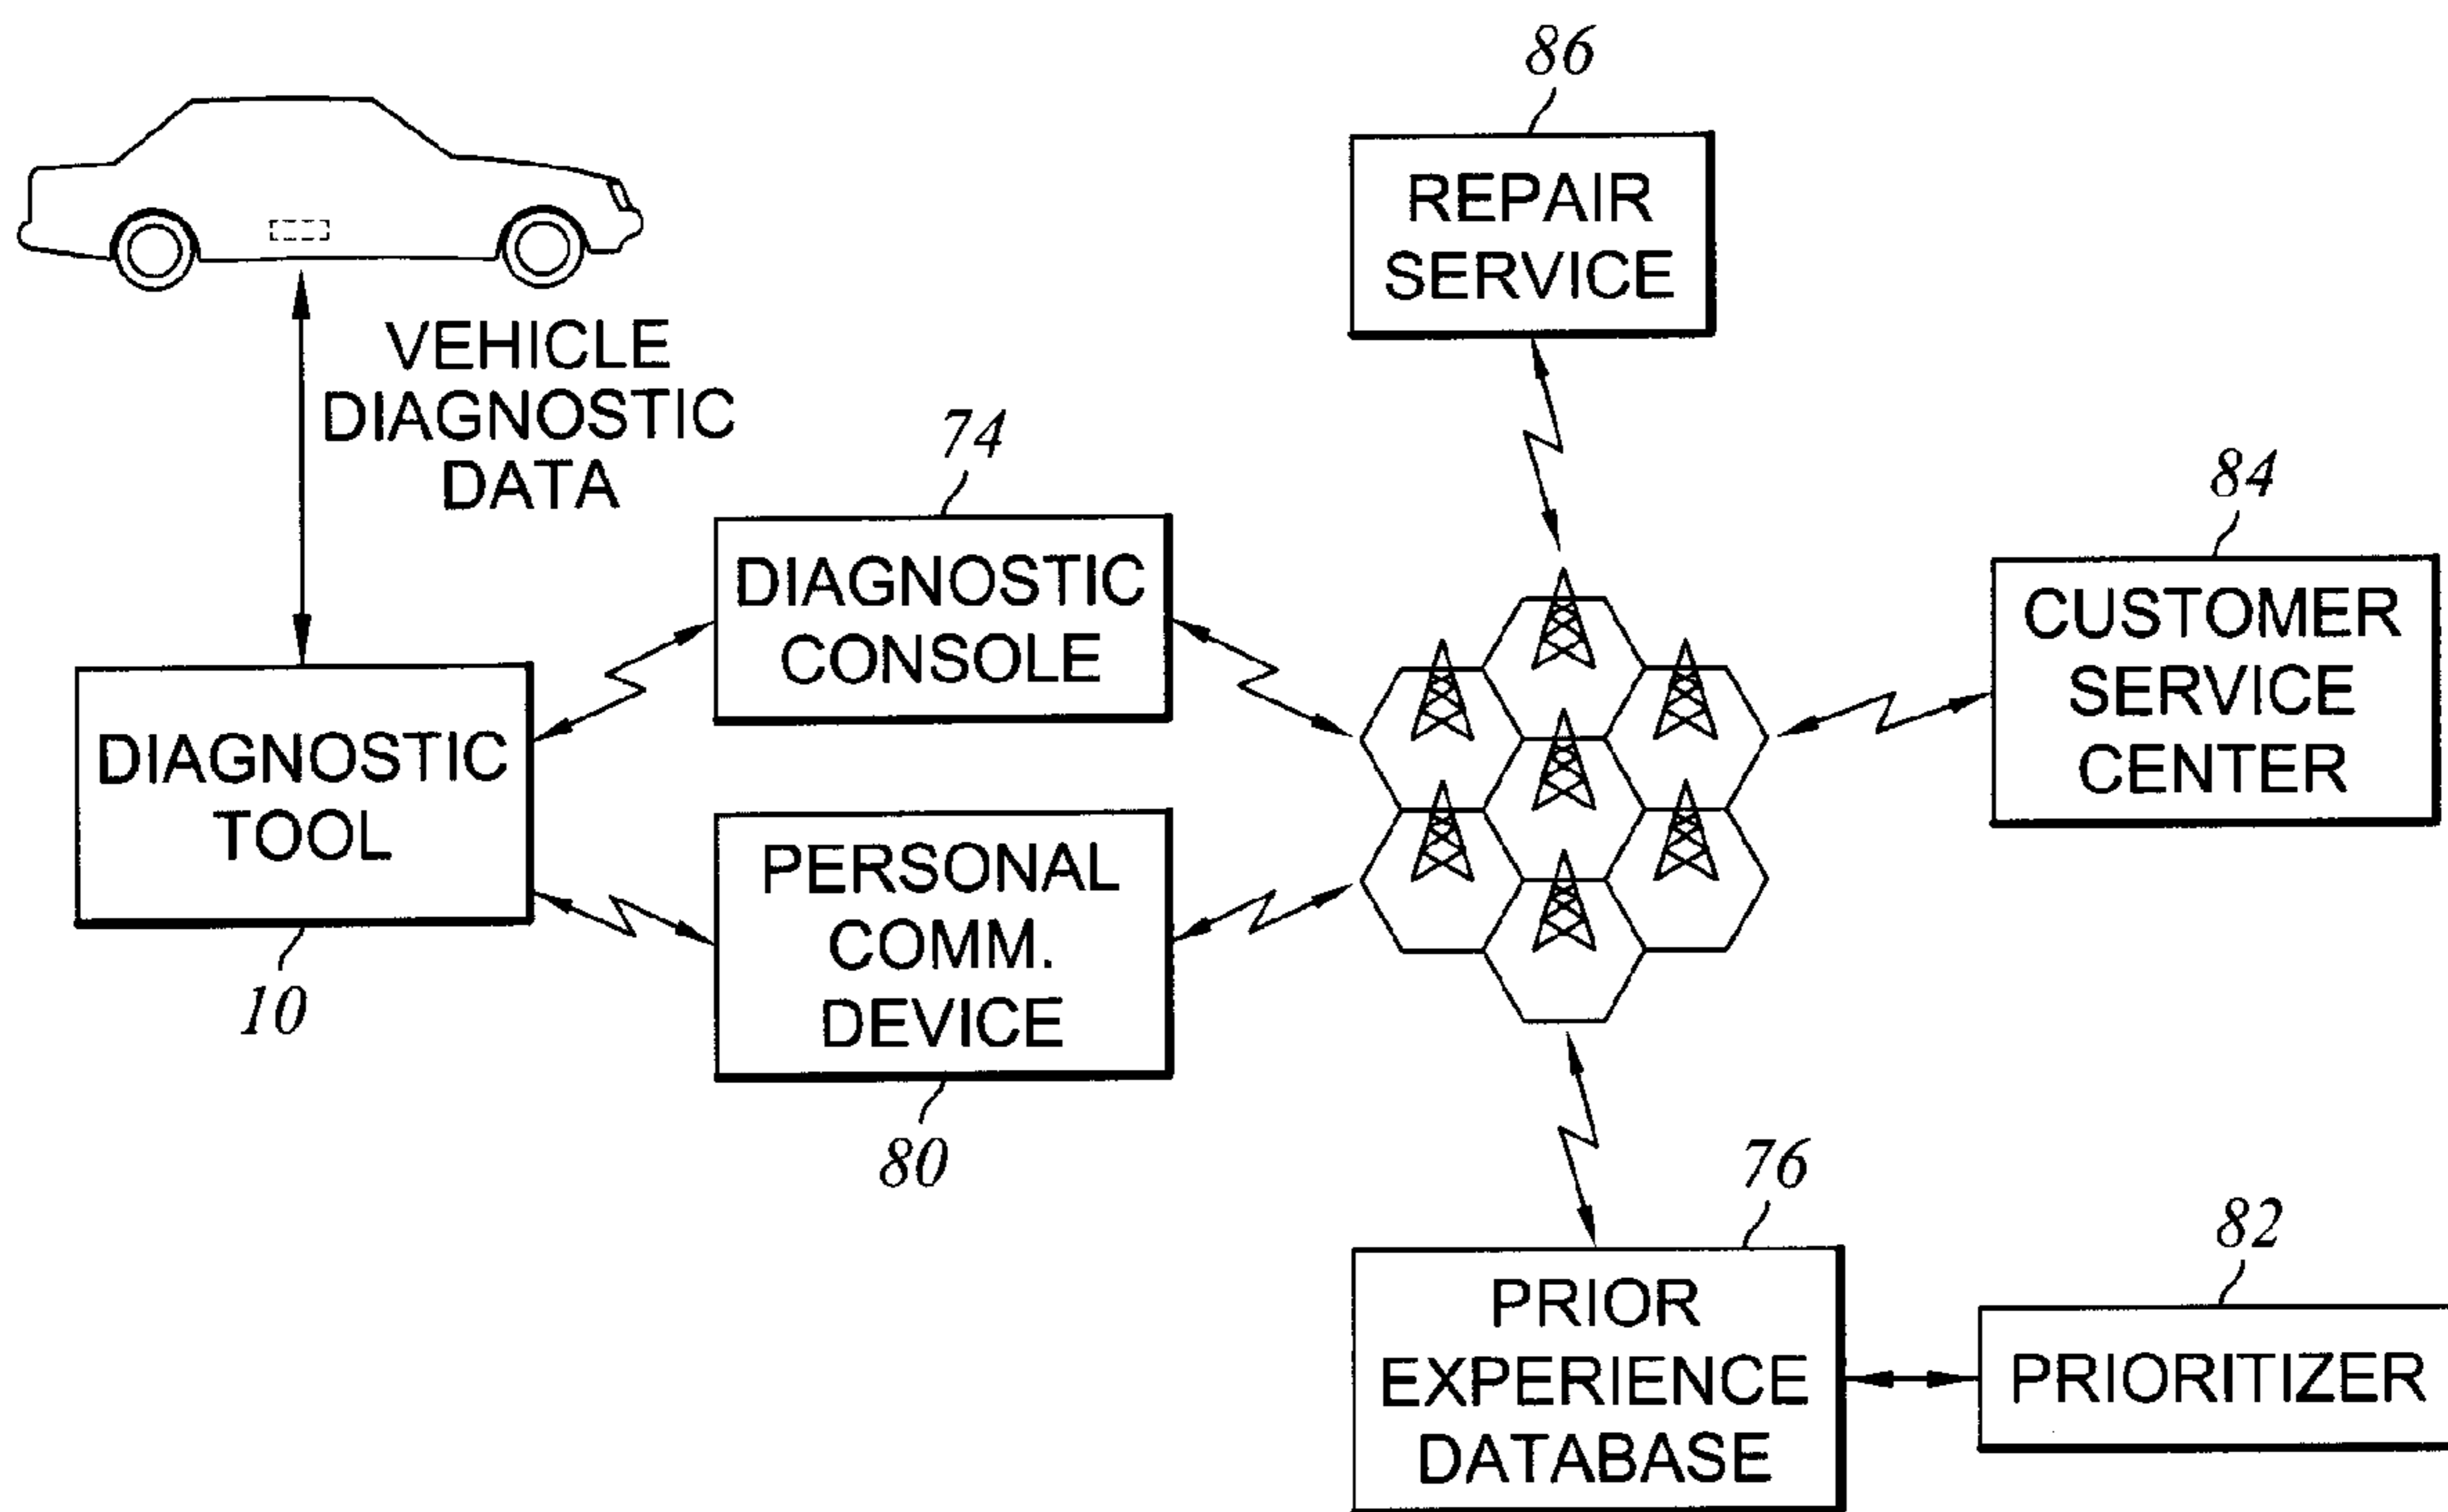 86
REPAIR
SERVICE
VEHICLE
DIAGNOSTIC
DATA
74
DIAGNOSTIC
CONSOLE
84
CUSTOMER
SERVICE
CENTER
DIAGNOSTIC
TOOL
10
PERSONAL
COMM.
DEVICE
80
76
PRIOR
EXPERIENCE
DATABASE
82
PRIORITIZER